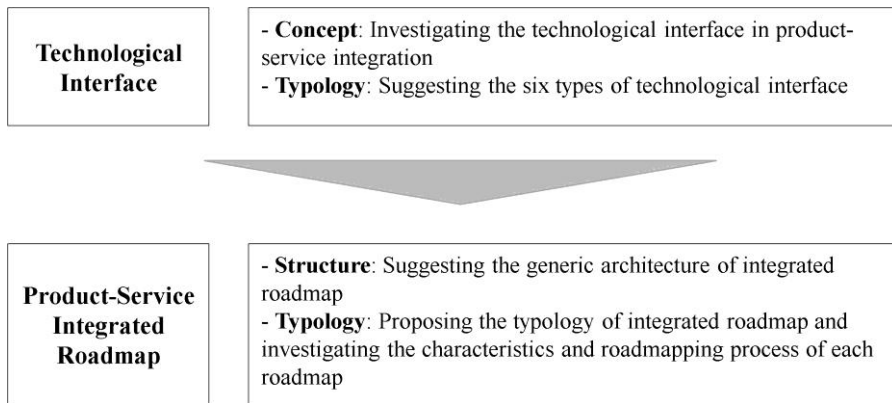 Technological
Interface
- Concept: Investigating the technological interface in product-
service integration
- Typology: Suggesting the six types of technological interface
Product-Service
Integrated
Roadmap
- Structure: Suggesting the generic architecture of integrated
roadmap
- Typology: Proposing the typology of integrated roadmap and
investigating the characteristics and roadmapping process of each
roadmap